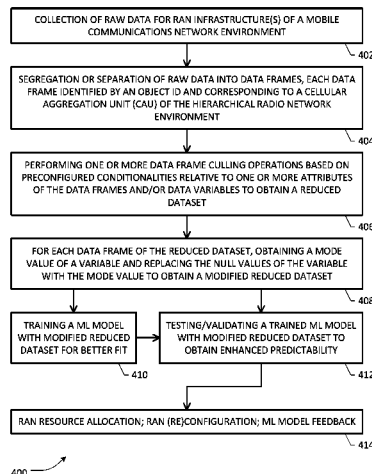 COLLECTION OF RAW DATA FOR RAN INFRASTRUCTURE(S) OF A MOBILE
COMMUNICATIONS NETWORK ENVIRONMENT
402
SEGREGATION OR SEPARATION OF RAW DATA INTO DATA FRAMES, EACH DATA
FRAME IDENTIFIED BY AN OBJECT ID AND CORRESPONDING TO A CELLULAR
AGGREGATION UNIT (CAU) OF THE HIERARCHICAL RADIO NETWORK
ENVIRONMENT
404
PERFORMING ONE OR MORE DATA FRAME CULLING OPERATIONS BASED ON
PRECONFIGURED CONDITIONALITIES RELATIVE TO ONE OR MORE ATTRIBUTES
OF THE DATA FRAMES AND/OR DATA VARIABLES TO OBTAIN A REDUCED
DATASET
406
FOR EACH DATA FRAME OF THE REDUCED DATASET, OBTAINING A MODE
VALUE OF A VARIABLE AND REPLACING THE NULL VALUES OF THE VARIABLE
WITH THE MODE VALUE TO OBTAIN A MODIFIED REDUCED DATASET
408
TRAINING A ML MODEL
WITH MODIFIED REDUCED
DATASET FOR BETTER FIT
410
TESTING/VALIDATING A TRAINED ML MODEL
WITH MODIFIED REDUCED DATASET TO
OBTAIN ENHANCED PREDICTABILITY
412
RAN RESOURCE ALLOCATION; RAN (RE)CONFIGURATION; ML MODEL FEEDBACK
414
400